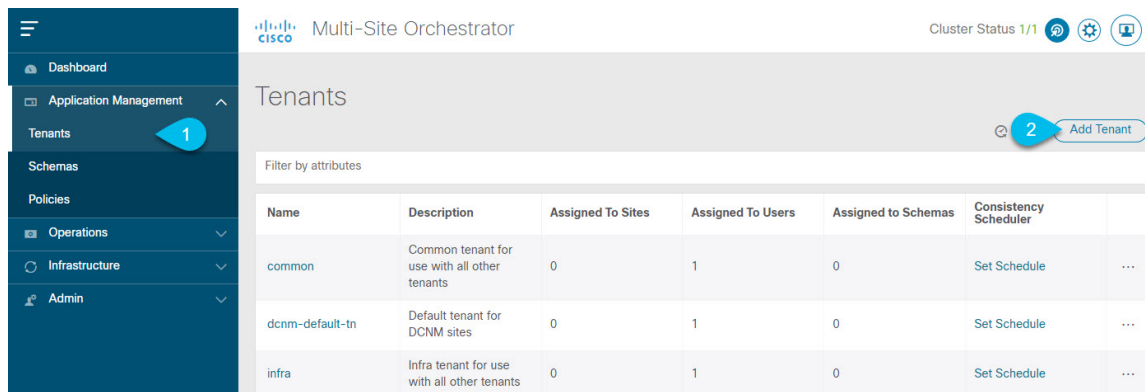 cisco
Multi-Site Orchestrator
Cluster Status 1/1
Dashboard
Application Management
Tenants
1
Schemas
Policies
Operations
Infrastructure
Admin
Tenants
2
Add Tenant
Filter by attributes
Name
Description
Assigned To Sites
Assigned To Users
Assigned to Schemas
Consistency
Scheduler
common
Common tenant for
use with all other
tenants
0
1
0
Set Schedule
...
dcnm-default-tn
Default tenant for
DCNM sites
0
1
0
Set Schedule
...
infra
Infra tenant for use
with all other tenants
0
1
0
Set Schedule
...